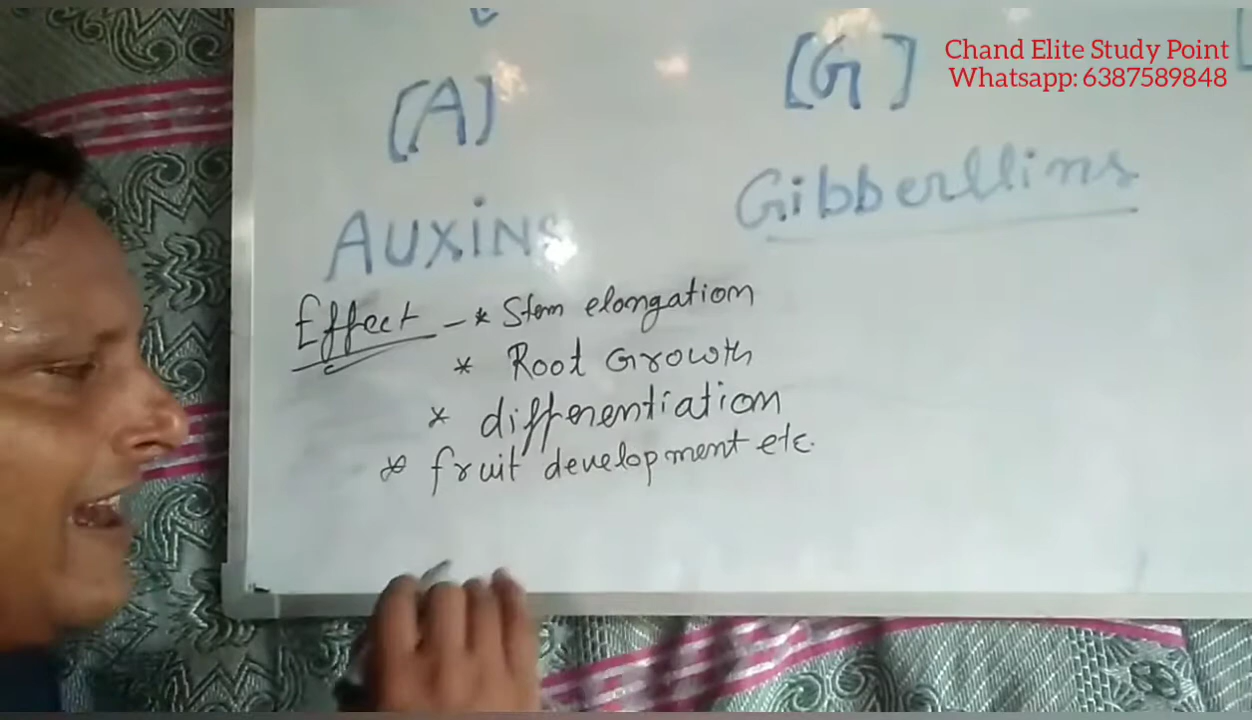 Chand Elite Study Point
Whatsapp: 6387589848
[A]
[G]
AUXiNS
Gibberllins
Effect - * Stem elongation
* Root Growth
* differentiation
* fruit development etc.